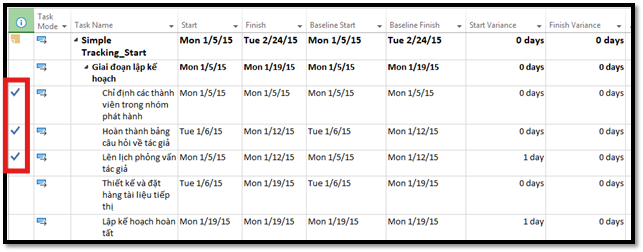 Task Mode Task Name Start Finish Baseline Start Baseline Finish Start Variance Finish Variance
Simple Mon 1/5/15 Tue 2/24/15 Mon 1/5/15 Tue 2/24/15 0 days 0 days
Tracking_Start
Giai đoạn lập kế Mon 1/5/15 Mon 1/19/15 Mon 1/5/15 Mon 1/19/15 0 days 0 days
hoạch
Chỉ định các thành Mon 1/5/15 Mon 1/5/15 Mon 1/5/15 Mon 1/5/15 0 days 0 days
viên trong nhóm
phát hành
Hoàn thành bảng Tue 1/6/15 Mon 1/12/15 Tue 1/6/15 Mon 1/12/15 0 days 0 days
câu hỏi về tác giả
Lên lịch phỏng vấn Mon 1/5/15 Mon 1/12/15 Mon 1/5/15 Mon 1/12/15 1 day 0 days
tác giả
Thiết kế và đặt Tue 1/6/15 Mon 1/19/15 Tue 1/6/15 Mon 1/19/15 0 days 0 days
hàng tài liệu tiếp
thị
Lập kế hoạch hoàn Mon 1/19/15 Mon 1/19/15 Mon 1/19/15 Mon 1/19/15 1 day 0 days
tất